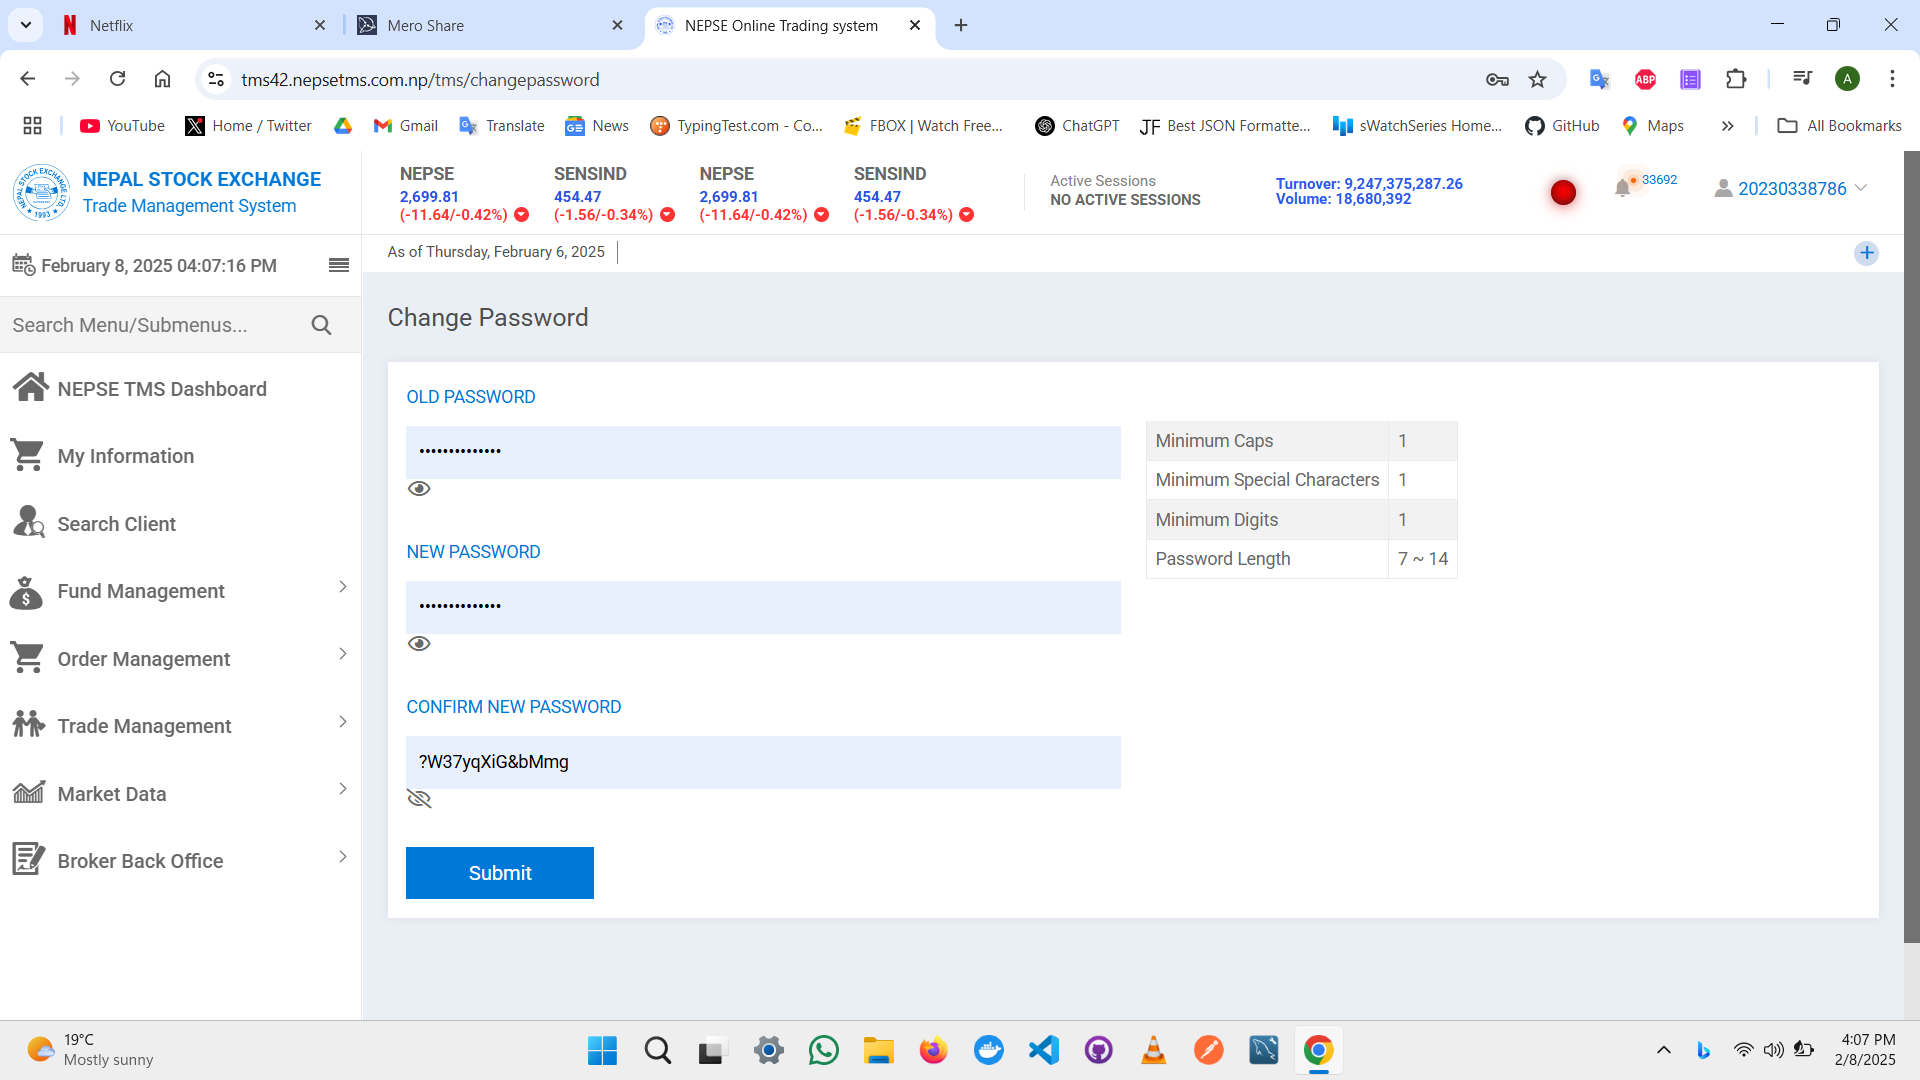 Netflix
Mero Share
NEPSE Online Trading system
tms42.nepsetms.com.np/tms/changepassword
ABP
A
YouTube
Home / Twitter
Gmail
Translate
News
TypingTest.com - Co...
FBOX | Watch Free...
ChatGPT
JF Best JSON Formatte...
sWatchSeries Home...
GitHub
Maps
All Bookmarks
NEPAL STOCK EXCHANGE
Trade Management System
NEPSE
2,699.81
(-11.64/-0.42%)
SENSIND
454.47
(-1.56/-0.34%)
NEPSE
2,699.81
(-11.64/-0.42%)
SENSIND
454.47
(-1.56/-0.34%)
Active Sessions
NO ACTIVE SESSIONS
Turnover: 9,247,375,287.26
Volume: 18,680,392
33692
20230338786
February 8, 2025 04:07:16 PM
As of Thursday, February 6, 2025
Search Menu/Submenus...
NEPSE TMS Dashboard
My Information
Search Client
Fund Management
Order Management
Trade Management
Market Data
Broker Back Office
Change Password
OLD PASSWORD
••••••••••••••
NEW PASSWORD
••••••••••••••
CONFIRM NEW PASSWORD
?W37yqXiG&bMmg
Submit
Minimum Caps 1
Minimum Special Characters 1
Minimum Digits 1
Password Length 7 ~ 14
19°C
Mostly sunny
4:07 PM
2/8/2025